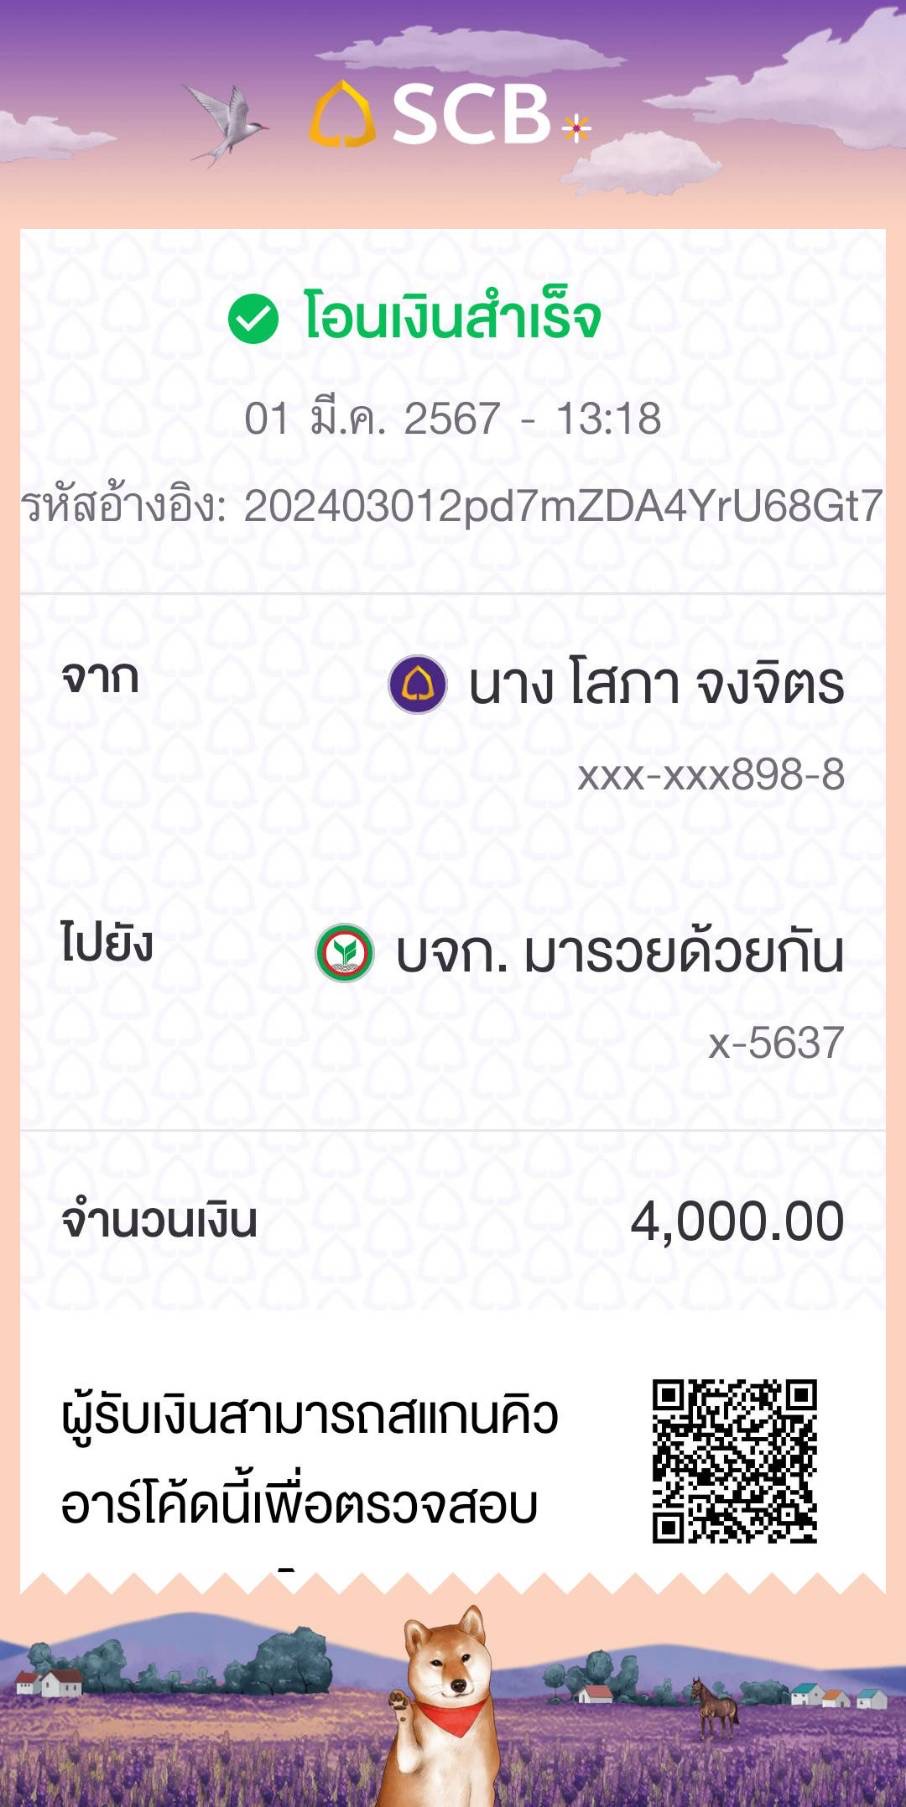 SCB
โอนเงินสำเร็จ
01 มี.ค. 2567 - 13:18
รหัสอ้างอิง: 202403012pd7mZDA4YrU68Gt7
จาก นาง โสภา จงจิตร
xxx-xxx898-8
ไปยัง บจก. มารวยด้วยกัน
x-5637
จำนวนเงิน 4,000.00
ผู้รับเงินสามารถสแกนคิว
อาร์โค้ดนี้เพื่อตรวจสอบ